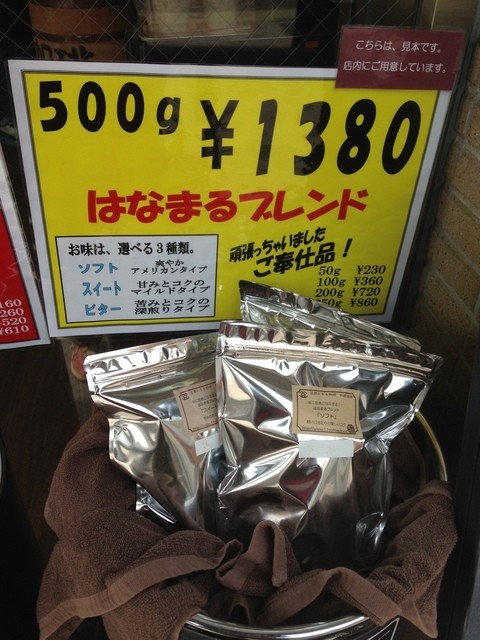 こちらは、見本です。
店内にご用意しています。
500g ¥1380
はなまるブレンド
お味は、選べる3種類。
ソフト 爽やか
アメリカンタイプ
スイート 甘みとコクの
マイルドタイプ
ビター 苦みとコクの
深煎りタイプ
頑張っちゃいました
ご奉仕品!
50g ¥230
100g ¥360
200g ¥720
50g ¥860
160
260
¥520
¥610
「ソフト」